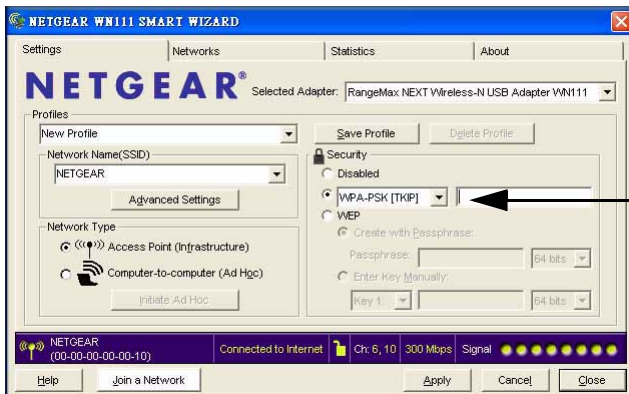 NETGEAR WN111 SMART WIZARD
Settings Networks Statistics About
NETGEAR® Selected Adapter: RangeMax NEXT Wireless-N USB Adapter WN111
Profiles
New Profile Save Profile Delete Profile
Network Name(SSID)
NETGEAR
Advanced Settings
Security
Disabled
WPA-PSK [TKIP]
WEP
Create with Passphrase:
Passphrase: 64 bits
Enter Key Manually:
Key 1: 64 bits
Network Type
Access Point (Infrastructure)
Computer-to-computer (Ad Hoc)
Initiate Ad Hoc
NETGEAR
(00-00-00-00-00-10) Connected to Internet Ch: 6, 10 300 Mbps Signal
Help Join a Network Apply Cancel Close